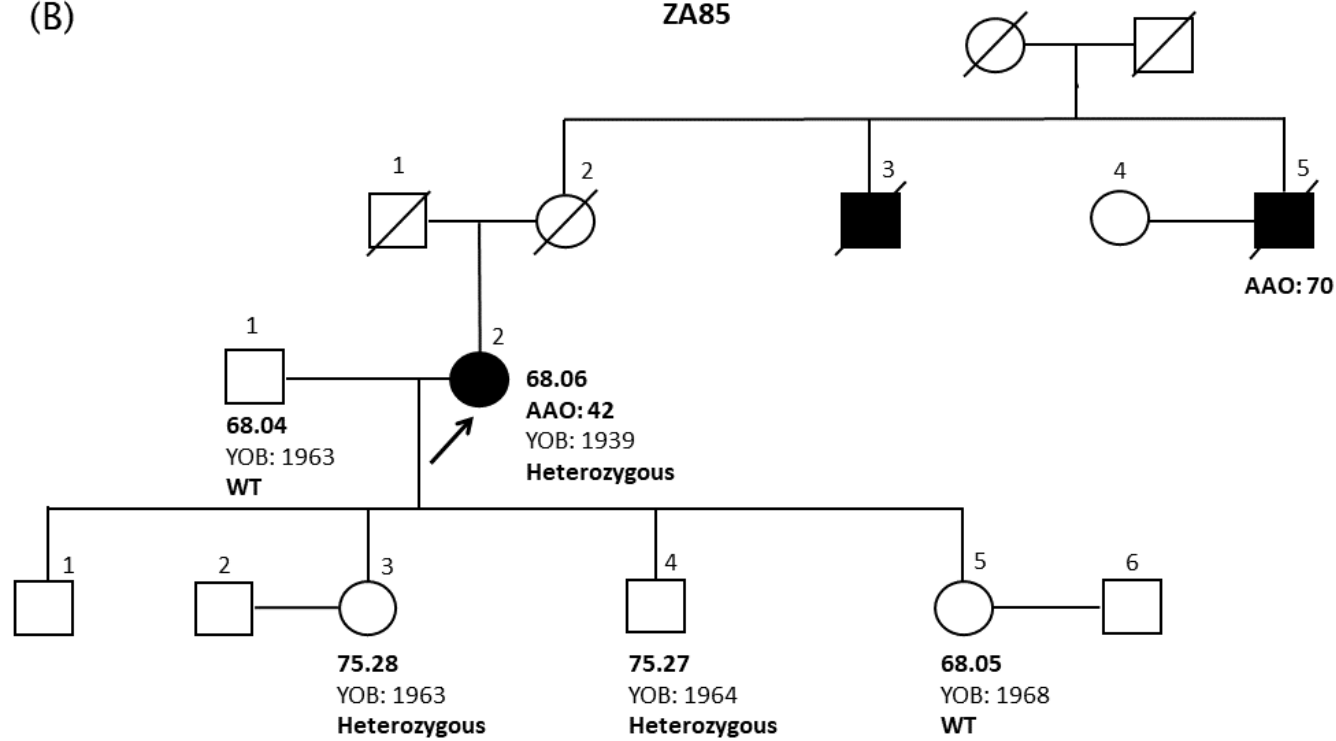 (B)
ZA85
1
2
3
4
5
AAO: 70
1
2
68.04
YOB: 1963
WT
68.06
AAO: 42
YOB: 1939
Heterozygous
1
2
3
4
5
6
75.28
YOB: 1963
Heterozygous
75.27
YOB: 1964
Heterozygous
68.05
YOB: 1968
WT